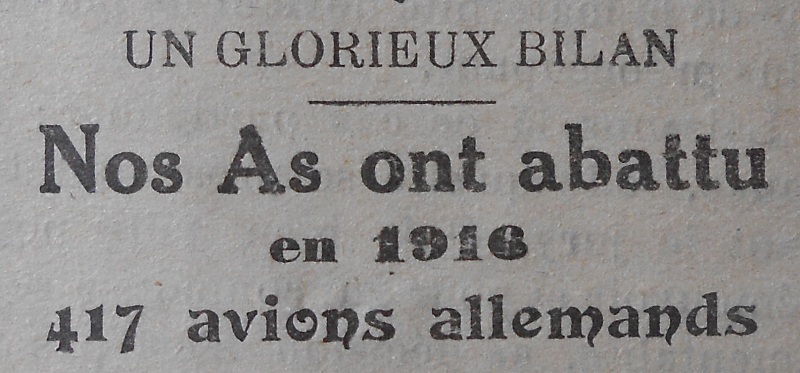 UN GLORIEUX BILAN
Nos As ont abattu
en 1916
417 avions allemands